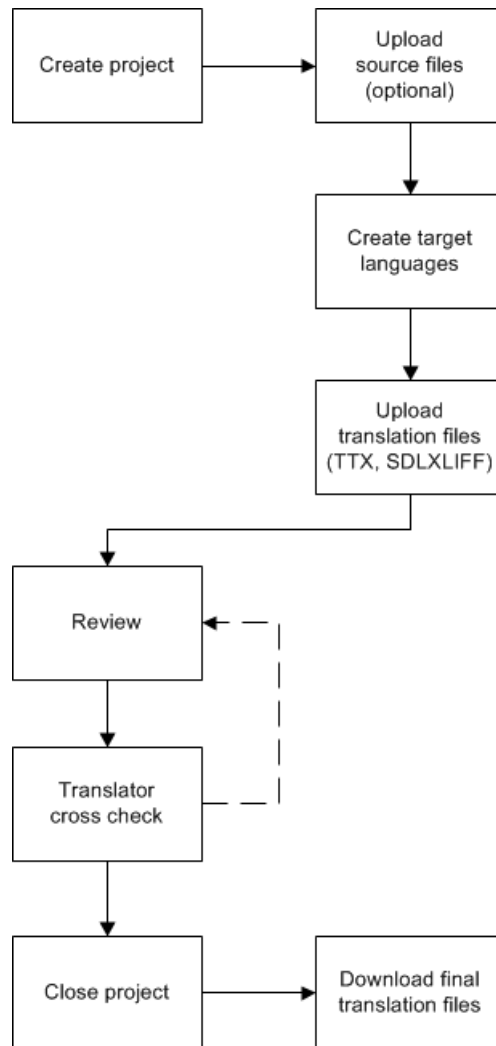 Create project
Upload
source files
(optional)
Create target
languages
Upload
translation files
(TTX, SDLXLIFF)
Review
Translator
cross check
Close project
Download final
translation files